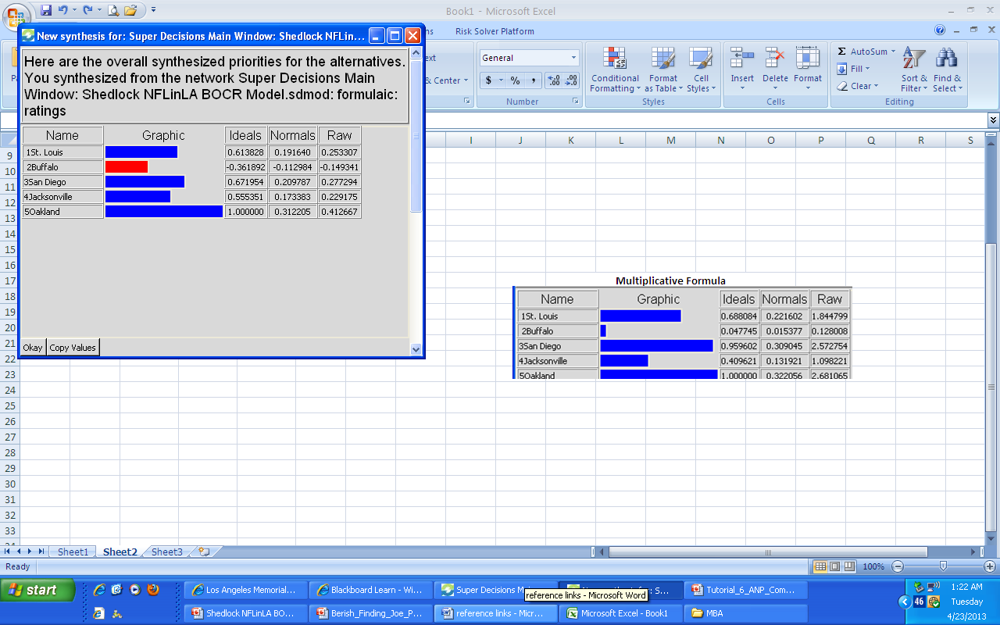 Book1 - Microsoft Excel
New synthesis for: Super Decisions Main Window: Shedlock NFLin...
Risk Solver Platform
Here are the overall synthesized priorities for the alternatives.
You synthesized from the network Super Decisions Main
Window: Shedlock NFLinLA BOCR Model.sdmod: formulaic:
ratings
Name Graphic Ideals Normals Raw
1St. Louis 0.613828 0.191640 0.253307
2Buffalo -0.361892 -0.112984 -0.149341
3San Diego 0.671954 0.209787 0.277294
4Jacksonville 0.555351 0.173383 0.229175
5Oakland 1.000000 0.312205 0.412667
Okay Copy Values
& Center
General
$ % , .00
Number
Conditional Formatting
Format as Table
Cell Styles
Styles
Insert Delete Format
Cells
Σ AutoSum
Fill
Clear
Sort & Filter
Find & Select
Editing
I J K L M N O P Q R S
9
10
11
12
13
14
15
16
17
18
19
20
21
22
23
24
25
26
27
28
29
30
31
32
33
Multiplicative Formula
Name Graphic Ideals Normals Raw
1St. Louis 0.688084 0.221602 1.844799
2Buffalo 0.047745 0.015377 0.128008
3San Diego 0.959602 0.309045 2.572754
4Jacksonville 0.409621 0.131921 1.098221
5Oakland 1.000000 0.322056 2.681065
Sheet1 Sheet2 Sheet3
Ready 100%
start
Los Angeles Memorial... Blackboard Learn - Wi... Super Decisions M Tutorial_6_ANP_Com...
reference links - Microsoft Word
Shedlock NFLinLA BO... Berish_Finding_Joe_P... reference links - Micr... Microsoft Excel - Book1 MBA
46
1:22 AM
Tuesday
4/23/2013